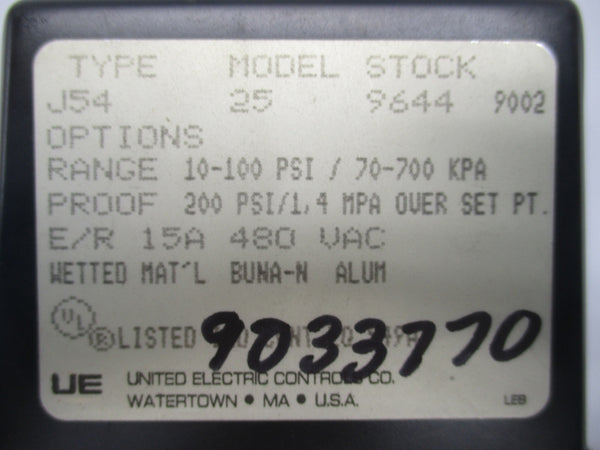 TYPE MODEL STOCK
J54 25 9644 9002
OPTIONS
RANGE 10-100 PSI / 70-700 KPA
PROOF 200 PSI/1,4 MPA OVER SET PT.
E/R 15A 480 VAC
WETTED MAT'L BUNA-N ALUM
UL ® LISTED
9033770
UE UNITED ELECTRIC CONTROLS CO.
WATERTOWN • MA • U.S.A. LEB